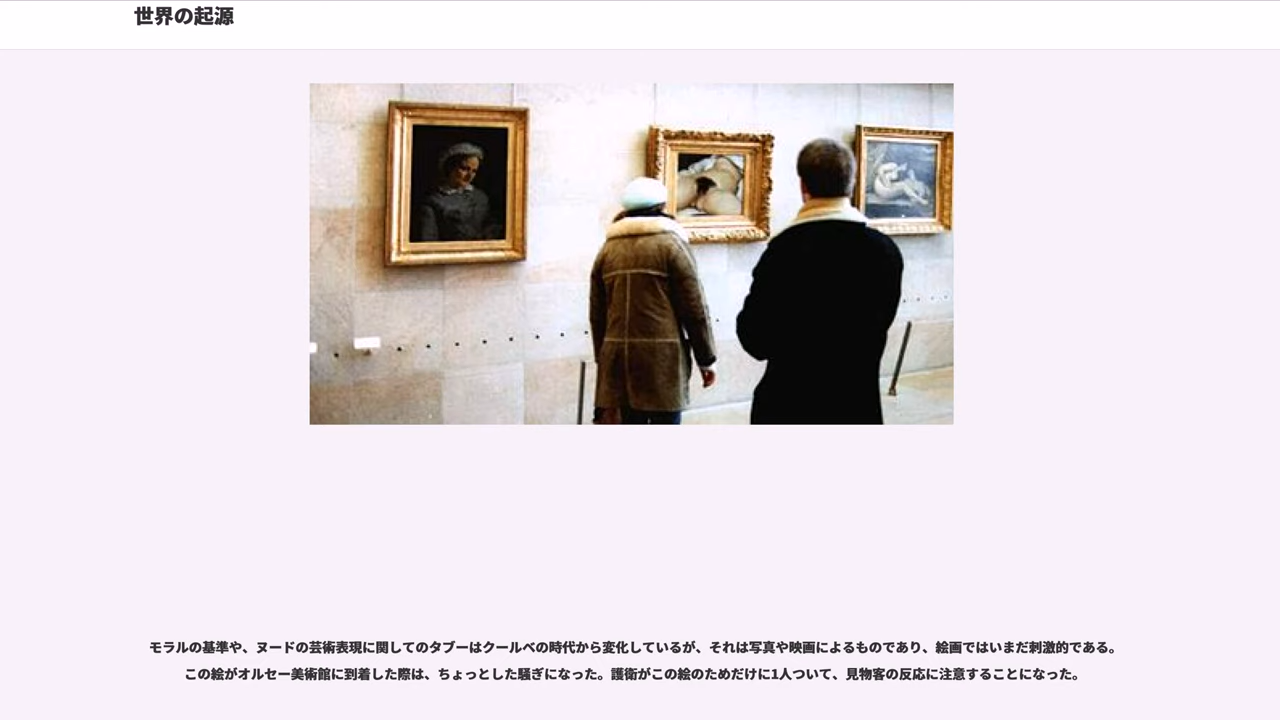 世界の起源
モラルの基準や、ヌードの芸術表現に関してのタブーはクールベの時代から変化しているが、それは写真や映画によるものであり、絵画ではいまだ刺激的である。
この絵がオルセー美術館に到着した際は、ちょっとした騒ぎになった。護衛がこの絵のためだけに1人ついて、見物客の反応に注意することになった。